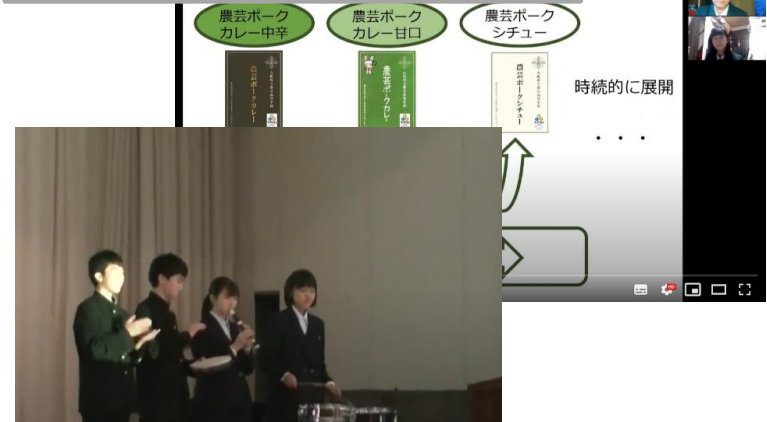 農芸ポーク
カレー中辛
農芸ポーク
カレー甘口
農芸ポーク
シチュー
農芸ポークカレー
農芸ポークカレー
農芸ポークシチュー
時続的に展開
・・・
HD